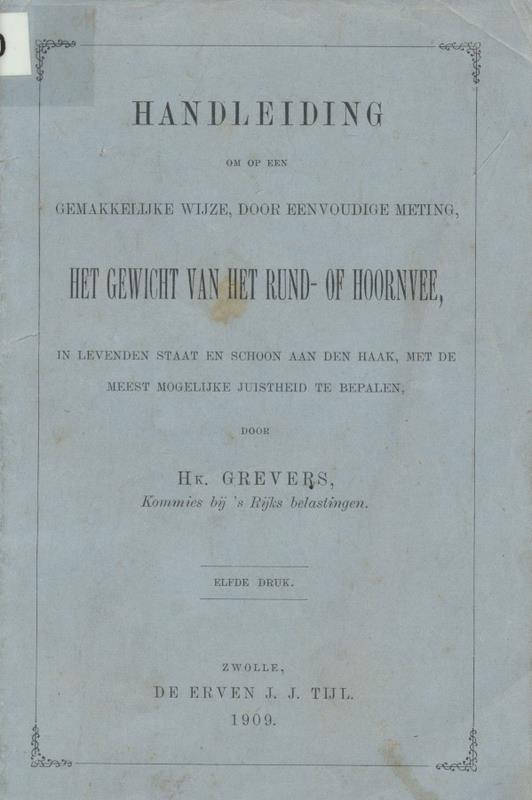 HANDLEIDING
OM OP EEN
GEMAKKELIJKE WIJZE, DOOR EENVOUDIGE METING,
HET GEWICHT VAN HET RUND- OF HOORNVEE,
IN LEVENDEN STAAT EN SCHOON AAN DEN HAAK, MET DE
MEEST MOGELIJKE JUISTHEID TE BEPALEN,
DOOR
HK. GREVERS,
Kommies bij 's Rijks belastingen.
ELFDE DRUK.
ZWOLLE,
DE ERVEN J. J. TIJL.
1909.